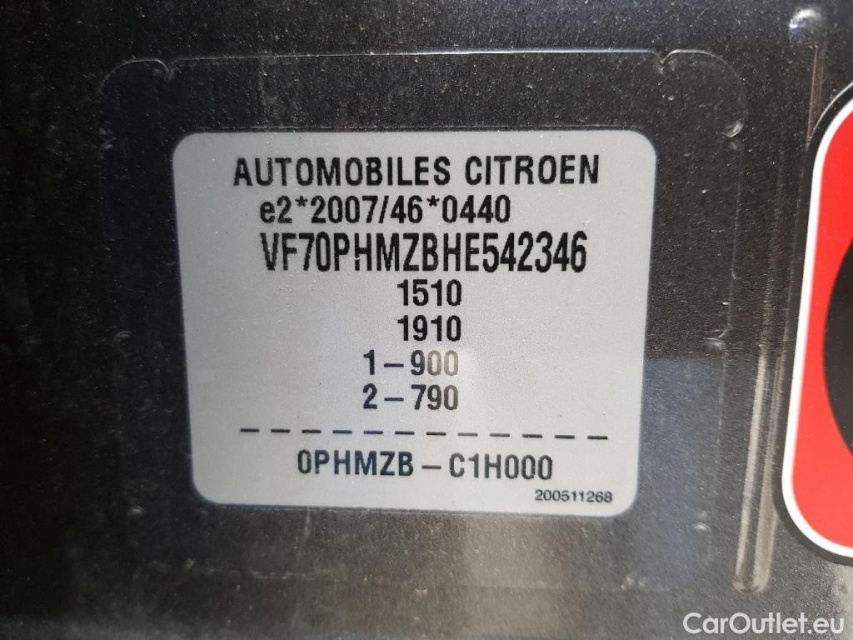 AUTOMOBILES CITROEN
e2*2007/46*0440
VF70PHMZBHE542346
1510
1910
1-900
2-790
0PHMZB-C1H000
200511268
CarOutlet.eu